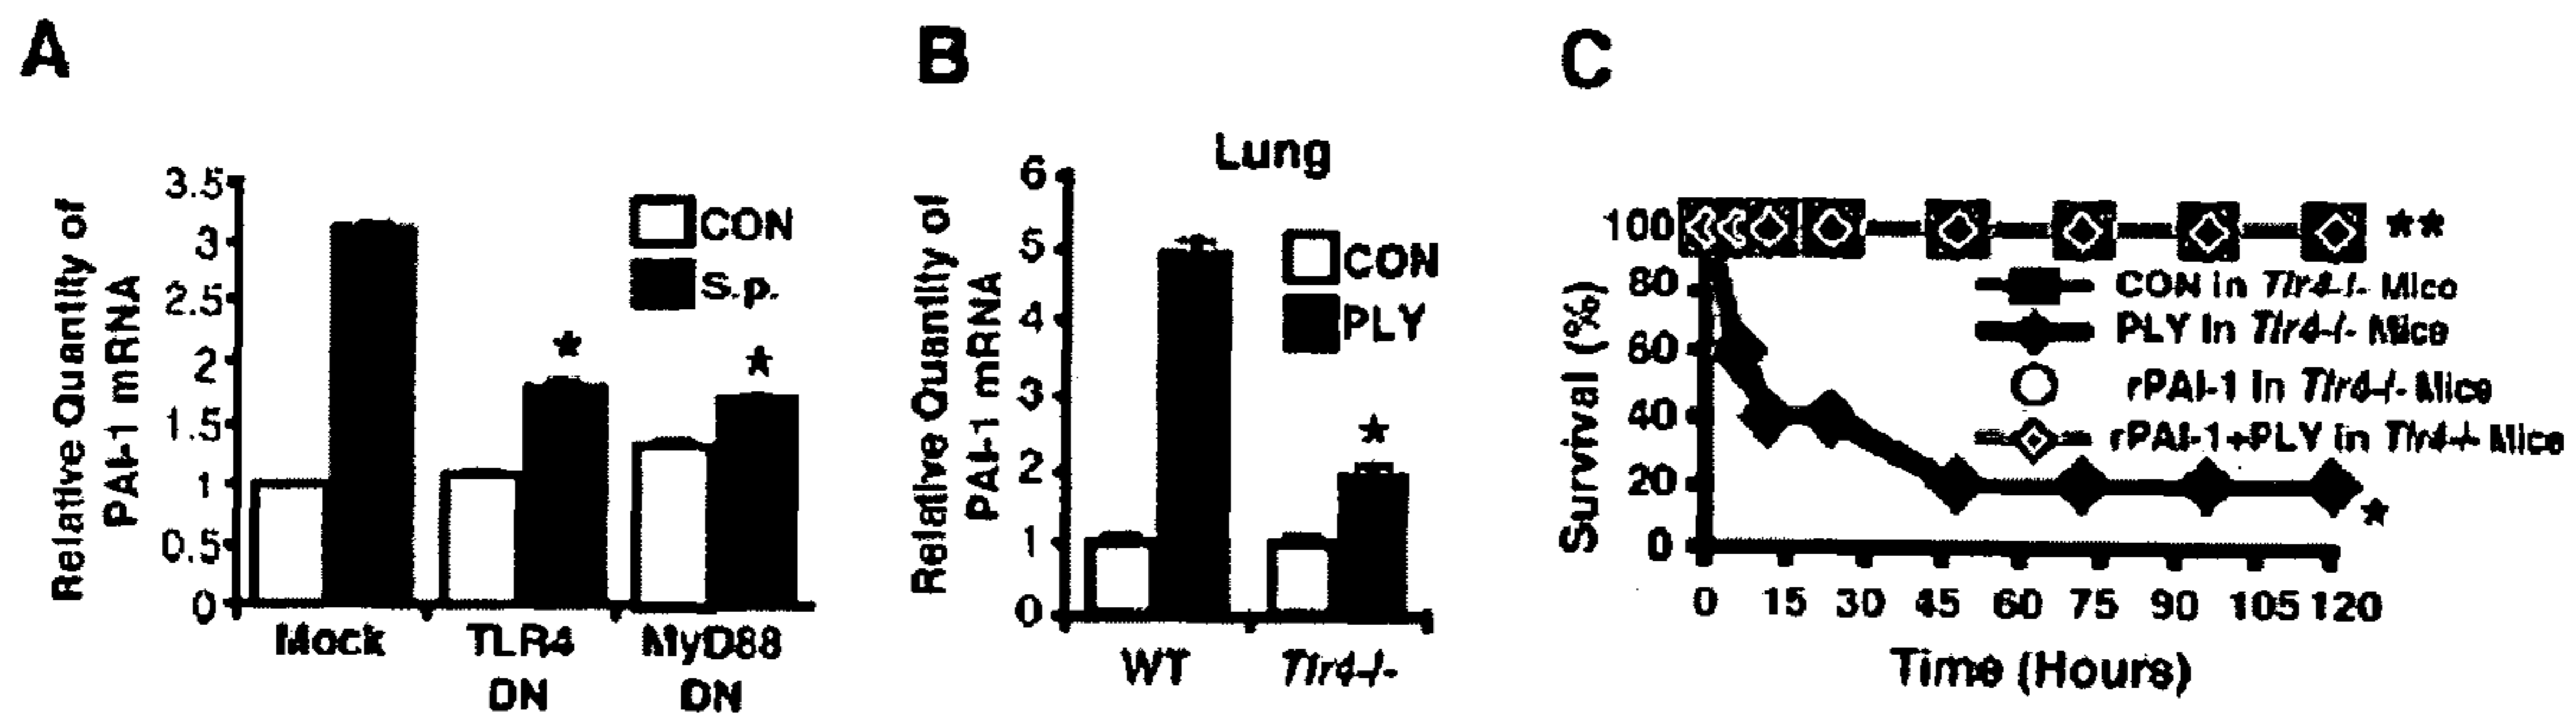 A
Relative Quantity of
PAI-1 mRNA
3.5
3
2.5
2
1.5
1
0.5
0
CON
S.p.
*
*
Mock
TLR4
DN
MyD88
DN
B
Lung
Relative Quantity of
PAI-1 mRNA
6
5
4
3
2
1
0
CON
PLY
*
WT
Tlr4-/-
C
Survival (%)
100
80
60
40
20
0
**
CON in Tlr4-/- Mice
PLY in Tlr4-/- Mice
rPAI-1 in Tlr4-/- Mice
rPAI-1+PLY in Tlr4-/- Mice
*
0 15 30 45 60 75 90 105 120
Time (Hours)